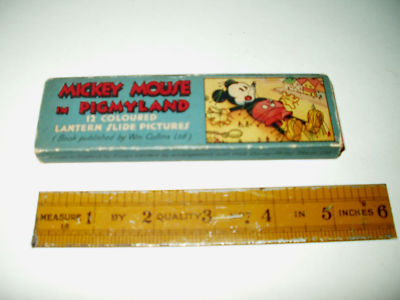 MICKEY MOUSE
IN PIGMYLAND
12 COLOURED
LANTERN SLIDE PICTURES
(Book published by Wm. Collins Ltd)
MEASURE 1 BY 2 QUALITY 3 4 IN 5 INCHES 6